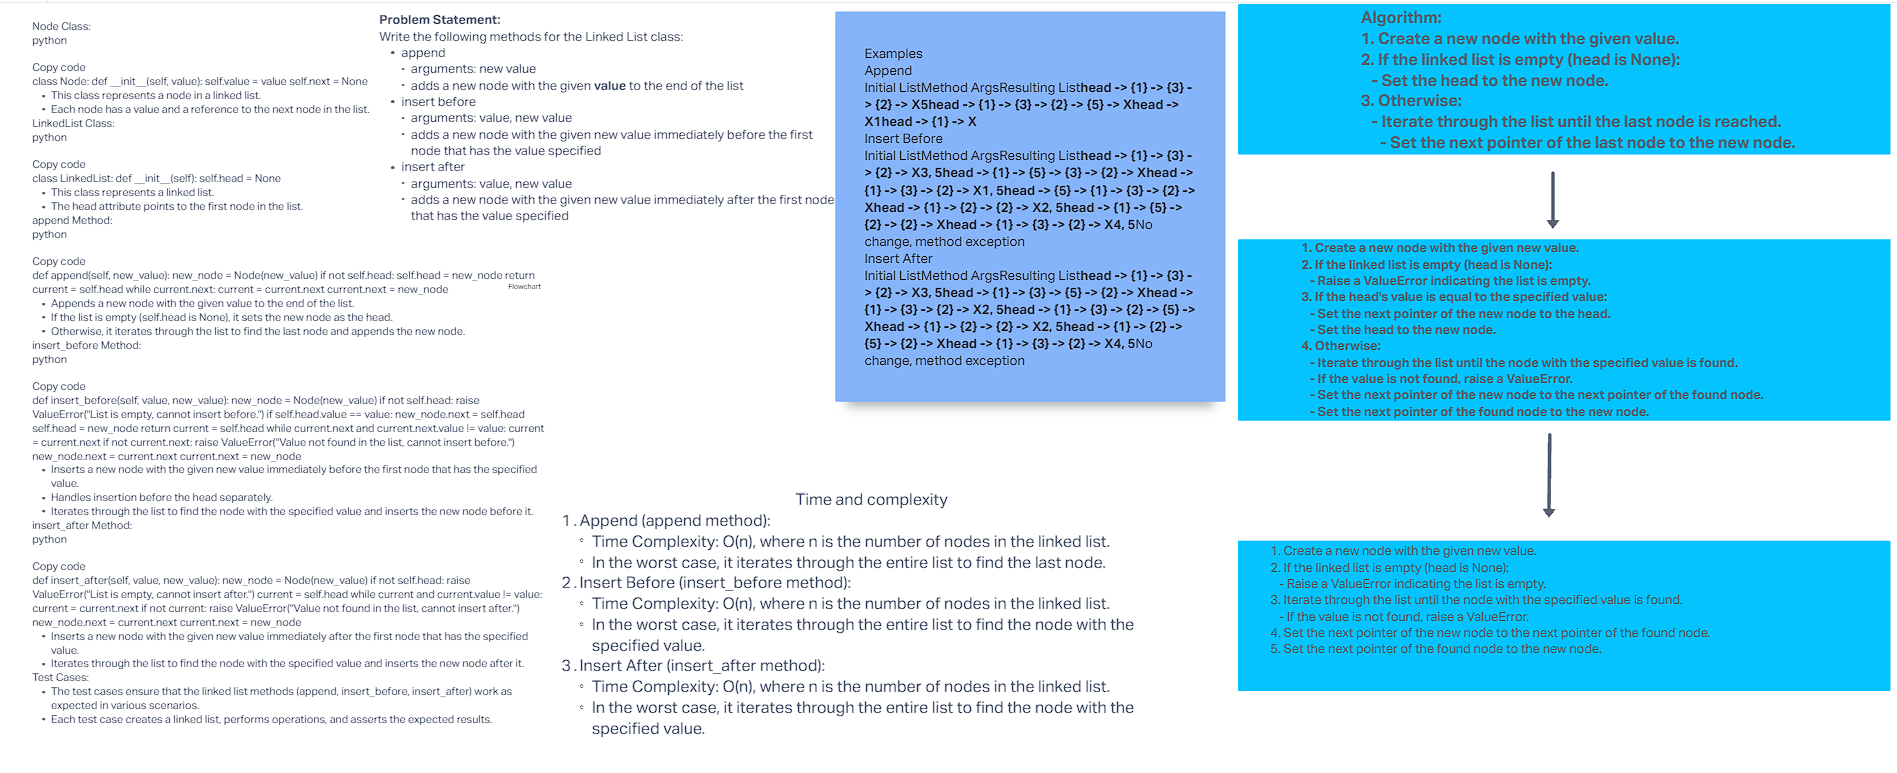 Node Class:
python
Copy code
class Node: def __init__(self, value): self.value = value self.next = None
• This class represents a node in a linked list.
• Each node has a value and a reference to the next node in the list.
LinkedList Class:
python
Copy code
class LinkedList: def __init__(self): self.head = None
• This class represents a linked list.
• The head attribute points to the first node in the list.
append Method:
python
Copy code
def append(self, new_value): new_node = Node(new_value) if not self.head: self.head = new_node return
current = self.head while current.next: current = current.next current.next = new_node
• Appends a new node with the given value to the end of the list.
• If the list is empty (self.head is None), it sets the new node as the head.
• Otherwise, it iterates through the list to find the last node and appends the new node.
insert_before Method:
python
Copy code
def insert_before(self, value, new_value): new_node = Node(new_value) if not self.head: raise
ValueError("List is empty, cannot insert before.") if self.head.value == value: new_node.next = self.head
self.head = new_node return current = self.head while current.next and current.next.value != value: current
= current.next if not current.next: raise ValueError("Value not found in the list, cannot insert before.")
new_node.next = current.next current.next = new_node
• Inserts a new node with the given new value immediately before the first node that has the specified
value.
• Handles insertion before the head separately.
• Iterates through the list to find the node with the specified value and inserts the new node before it.
insert_after Method:
python
Copy code
def insert_after(self, value, new_value): new_node = Node(new_value) if not self.head: raise
ValueError("List is empty, cannot insert after.") current = self.head while current and current.value != value:
current = current.next if not current: raise ValueError("Value not found in the list, cannot insert after.")
new_node.next = current.next current.next = new_node
• Inserts a new node with the given new value immediately after the first node that has the specified
value.
• Iterates through the list to find the node with the specified value and inserts the new node after it.
Test Cases:
• The test cases ensure that the linked list methods (append, insert_before, insert_after) work as
expected in various scenarios.
• Each test case creates a linked list, performs operations, and asserts the expected results.
Problem Statement:
Write the following methods for the Linked List class:
• append
• arguments: new value
• adds a new node with the given value to the end of the list
• insert before
• arguments: value, new value
• adds a new node with the given new value immediately before the first
node that has the value specified
• insert after
• arguments: value, new value
• adds a new node with the given new value immediately after the first node
that has the value specified
Flowchart
Examples
Append
Initial ListMethod ArgsResulting Listhead -> {1} -> {3} -
> {2} -> X5head -> {1} -> {3} -> {2} -> {5} -> Xhead ->
X1head -> {1} -> X
Insert Before
Initial ListMethod ArgsResulting Listhead -> {1} -> {3} -
> {2} -> X3, 5head -> {1} -> {5} -> {3} -> {2} -> Xhead ->
{1} -> {3} -> {2} -> X1, 5head -> {5} -> {1} -> {3} -> {2} ->
Xhead -> {1} -> {2} -> {2} -> X2, 5head -> {1} -> {5} ->
{2} -> {2} -> Xhead -> {1} -> {3} -> {2} -> X4, 5No
change, method exception
Insert After
Initial ListMethod ArgsResulting Listhead -> {1} -> {3} -
> {2} -> X3, 5head -> {1} -> {3} -> {5} -> {2} -> Xhead ->
{1} -> {3} -> {2} -> X2, 5head -> {1} -> {3} -> {2} -> {5} ->
Xhead -> {1} -> {2} -> {2} -> X2, 5head -> {1} -> {2} ->
{5} -> {2} -> Xhead -> {1} -> {3} -> {2} -> X4, 5No
change, method exception
Time and complexity
1. Append (append method):
◦ Time Complexity: O(n), where n is the number of nodes in the linked list.
◦ In the worst case, it iterates through the entire list to find the last node.
2. Insert Before (insert_before method):
◦ Time Complexity: O(n), where n is the number of nodes in the linked list.
◦ In the worst case, it iterates through the entire list to find the node with the
specified value.
3. Insert After (insert_after method):
◦ Time Complexity: O(n), where n is the number of nodes in the linked list.
◦ In the worst case, it iterates through the entire list to find the node with the
specified value.
Algorithm:
1. Create a new node with the given value.
2. If the linked list is empty (head is None):
- Set the head to the new node.
3. Otherwise:
- Iterate through the list until the last node is reached.
- Set the next pointer of the last node to the new node.
1. Create a new node with the given new value.
2. If the linked list is empty (head is None):
- Raise a ValueError indicating the list is empty.
3. If the head's value is equal to the specified value:
- Set the next pointer of the new node to the head.
- Set the head to the new node.
4. Otherwise:
- Iterate through the list until the node with the specified value is found.
- If the value is not found, raise a ValueError.
- Set the next pointer of the new node to the next pointer of the found node.
- Set the next pointer of the found node to the new node.
1. Create a new node with the given new value.
2. If the linked list is empty (head is None):
- Raise a ValueError indicating the list is empty.
3. Iterate through the list until the node with the specified value is found.
- If the value is not found, raise a ValueError.
4. Set the next pointer of the new node to the next pointer of the found node.
5. Set the next pointer of the found node to the new node.